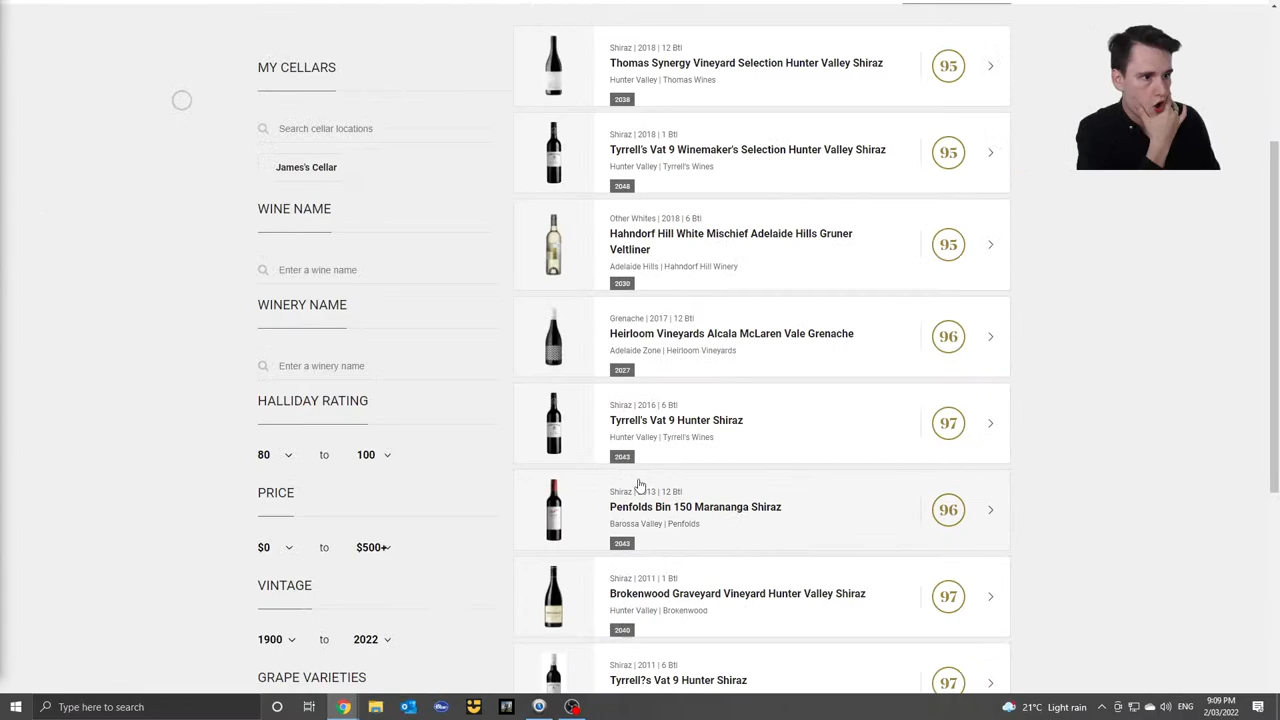 MY CELLARS
Search cellar locations
James's Cellar
WINE NAME
Enter a wine name
WINERY NAME
Enter a winery name
HALLIDAY RATING
80 to 100
PRICE
$0 to $500+
VINTAGE
1900 to 2022
GRAPE VARIETIES
Shiraz | 2018 | 12 Btl
Thomas Synergy Vineyard Selection Hunter Valley Shiraz
Hunter Valley | Thomas Wines
2038
95
Shiraz | 2018 | 1 Btl
Tyrrell's Vat 9 Winemaker's Selection Hunter Valley Shiraz
Hunter Valley | Tyrrell's Wines
2048
95
Other Whites | 2018 | 6 Btl
Hahndorf Hill White Mischief Adelaide Hills Gruner
Veltliner
Adelaide Hills | Hahndorf Hill Winery
2030
95
Grenache | 2017 | 12 Btl
Heirloom Vineyards Alcala McLaren Vale Grenache
Adelaide Zone | Heirloom Vineyards
2027
96
Shiraz | 2016 | 6 Btl
Tyrrell's Vat 9 Hunter Shiraz
Hunter Valley | Tyrrell's Wines
2043
97
Shiraz | 2013 | 12 Btl
Penfolds Bin 150 Marananga Shiraz
Barossa Valley | Penfolds
2043
96
Shiraz | 2011 | 1 Btl
Brokenwood Graveyard Vineyard Hunter Valley Shiraz
Hunter Valley | Brokenwood
2040
97
Shiraz | 2011 | 6 Btl
Tyrrell?s Vat 9 Hunter Shiraz
97
Type here to search
21°C Light rain
9:09 PM
2/03/2022